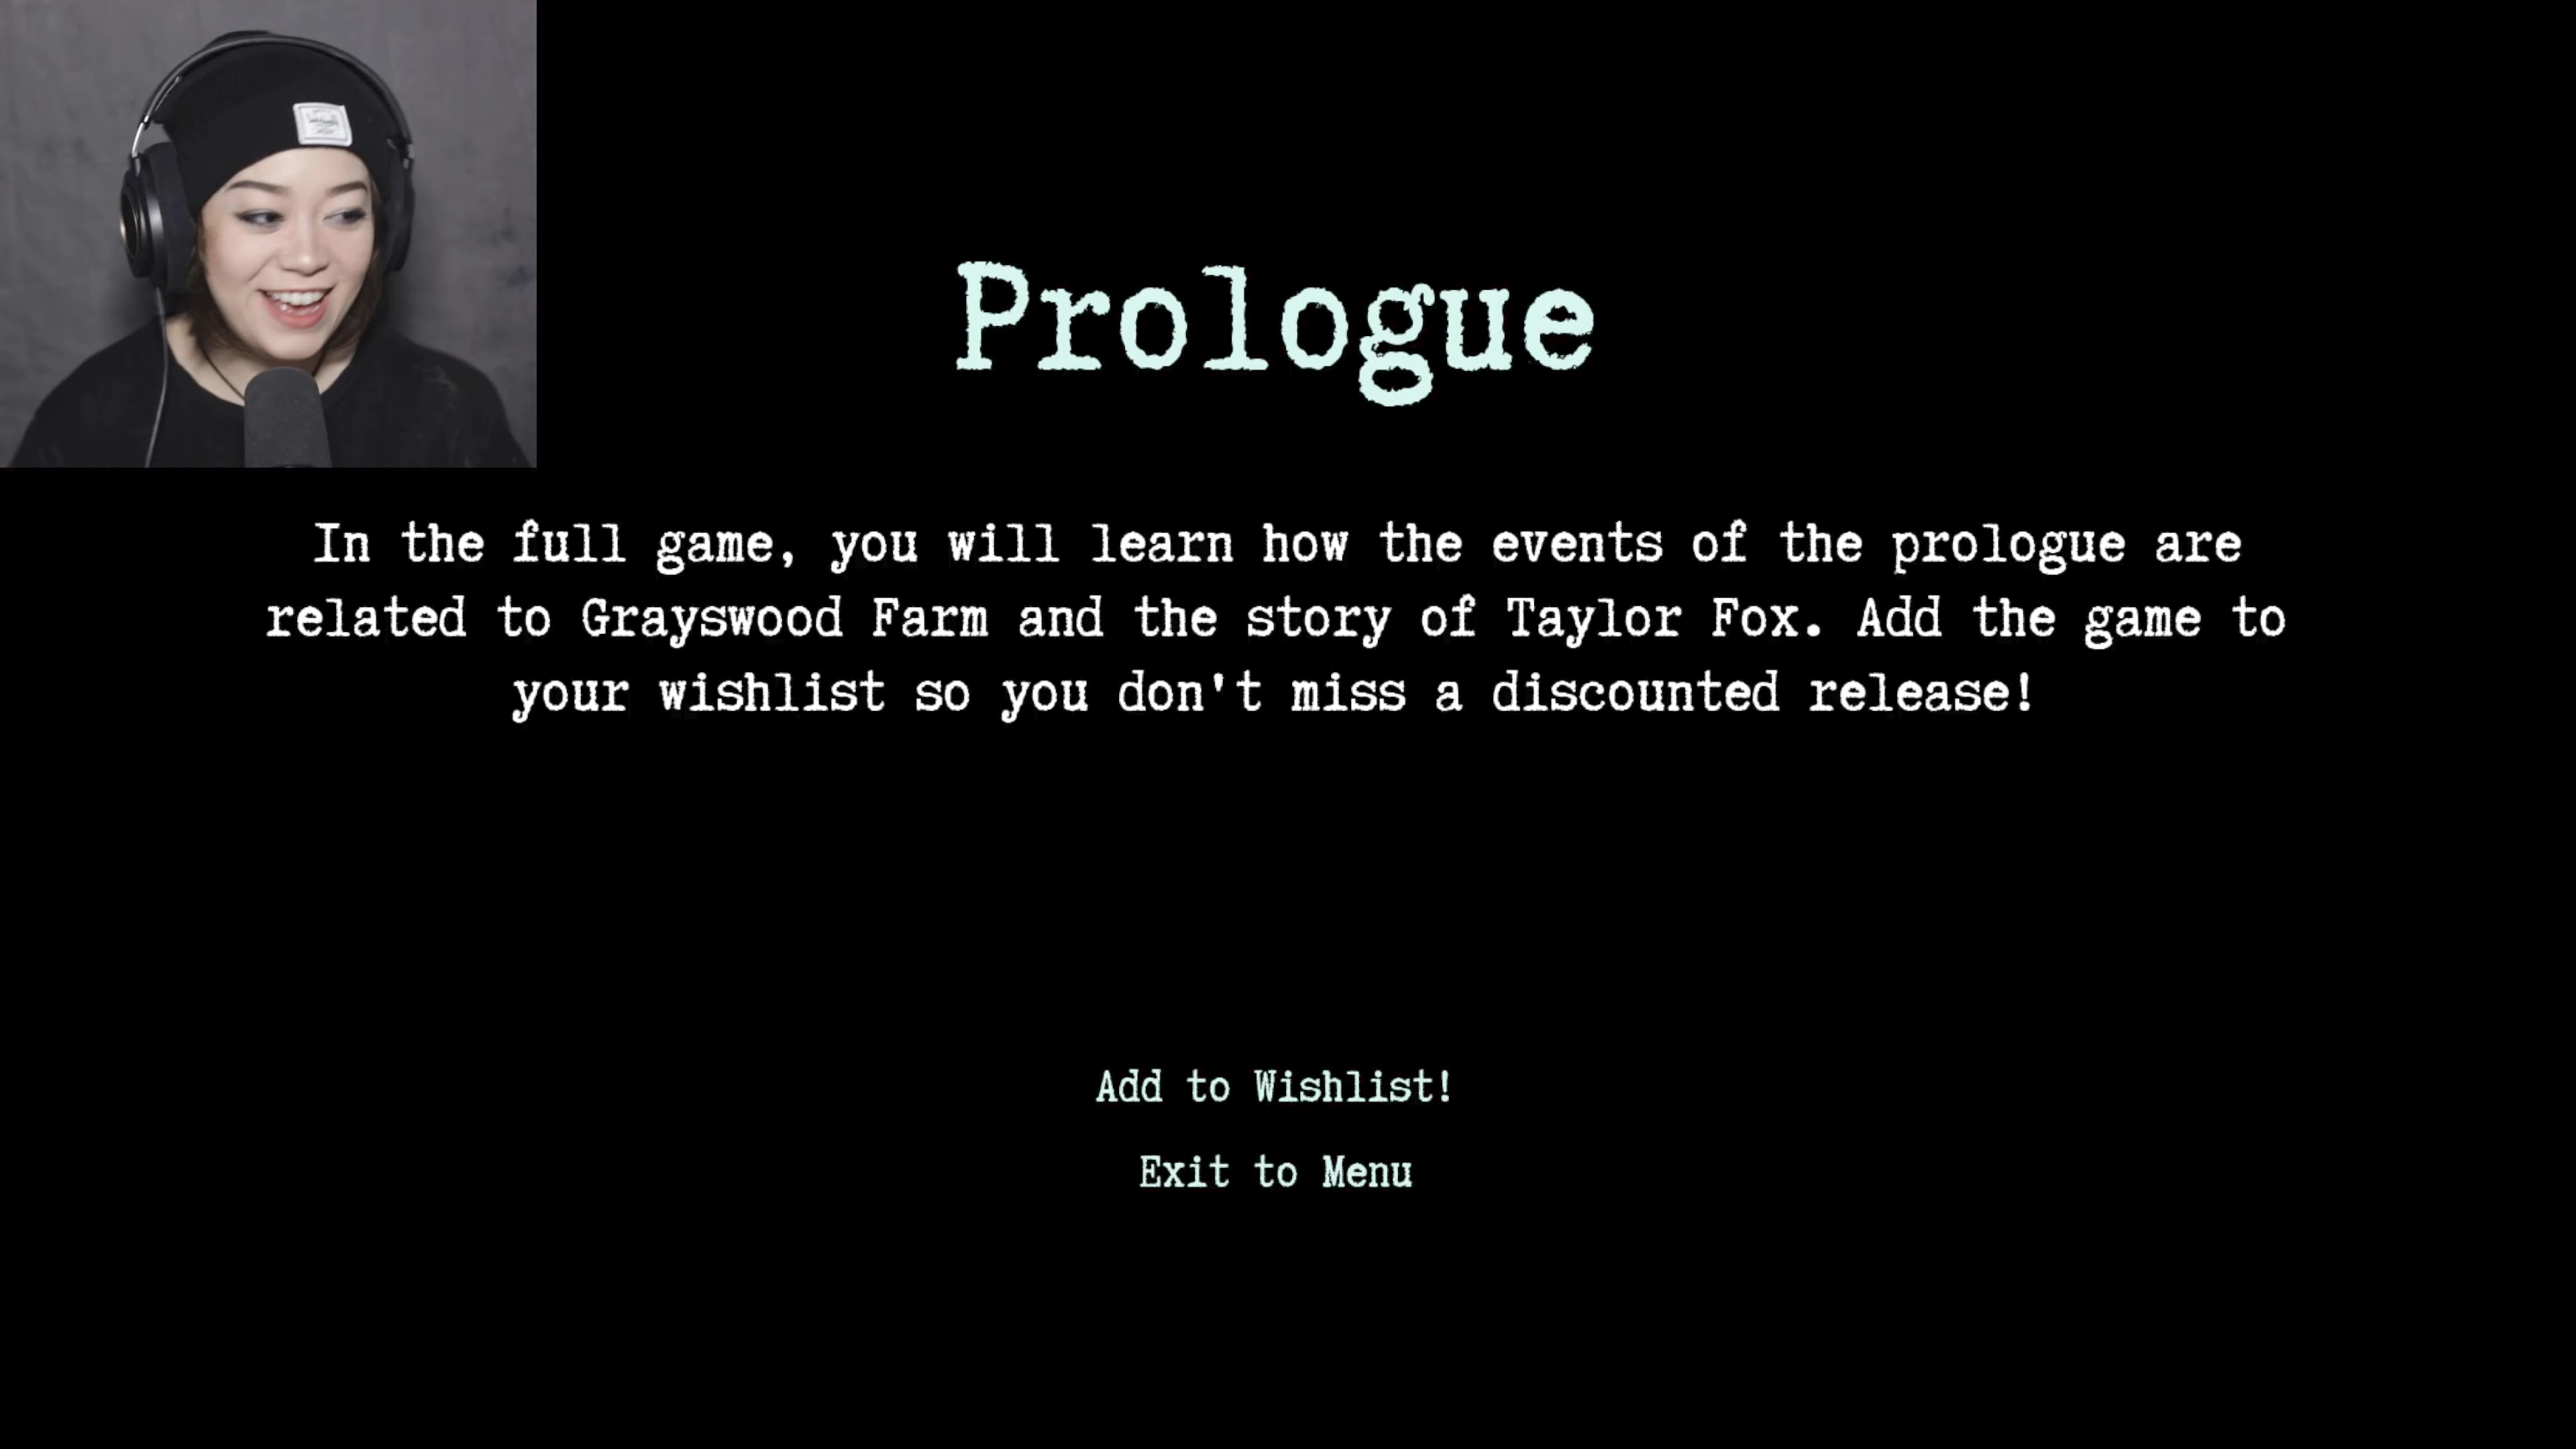 Prologue
In the full game, you will learn how the events of the prologue are
related to Grayswood Farm and the story of Taylor Fox. Add the game to
your wishlist so you don't miss a discounted release!
Add to Wishlist!
Exit to Menu